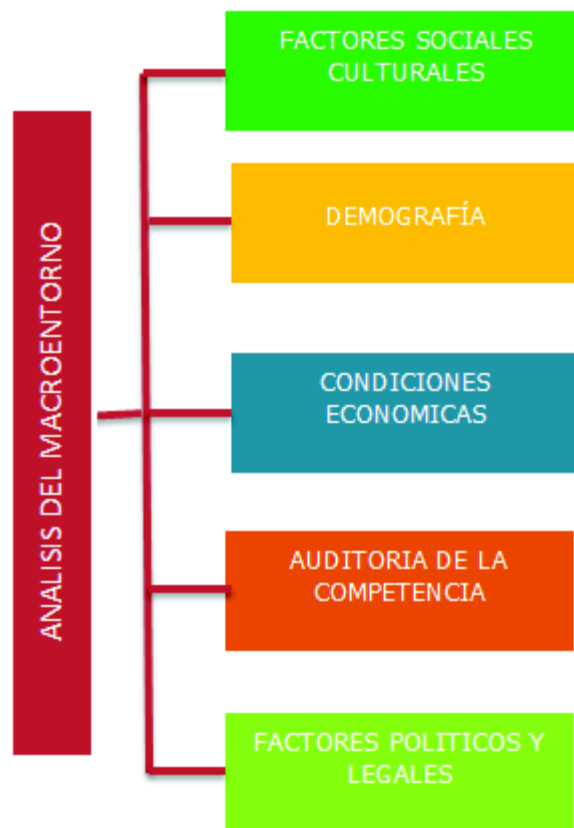 ANALISIS DEL MACROENTORNO
FACTORES SOCIALES
CULTURALES
DEMOGRAFÍA
CONDICIONES
ECONOMICAS
AUDITORIA DE LA
COMPETENCIA
FACTORES POLITICOS Y
LEGALES